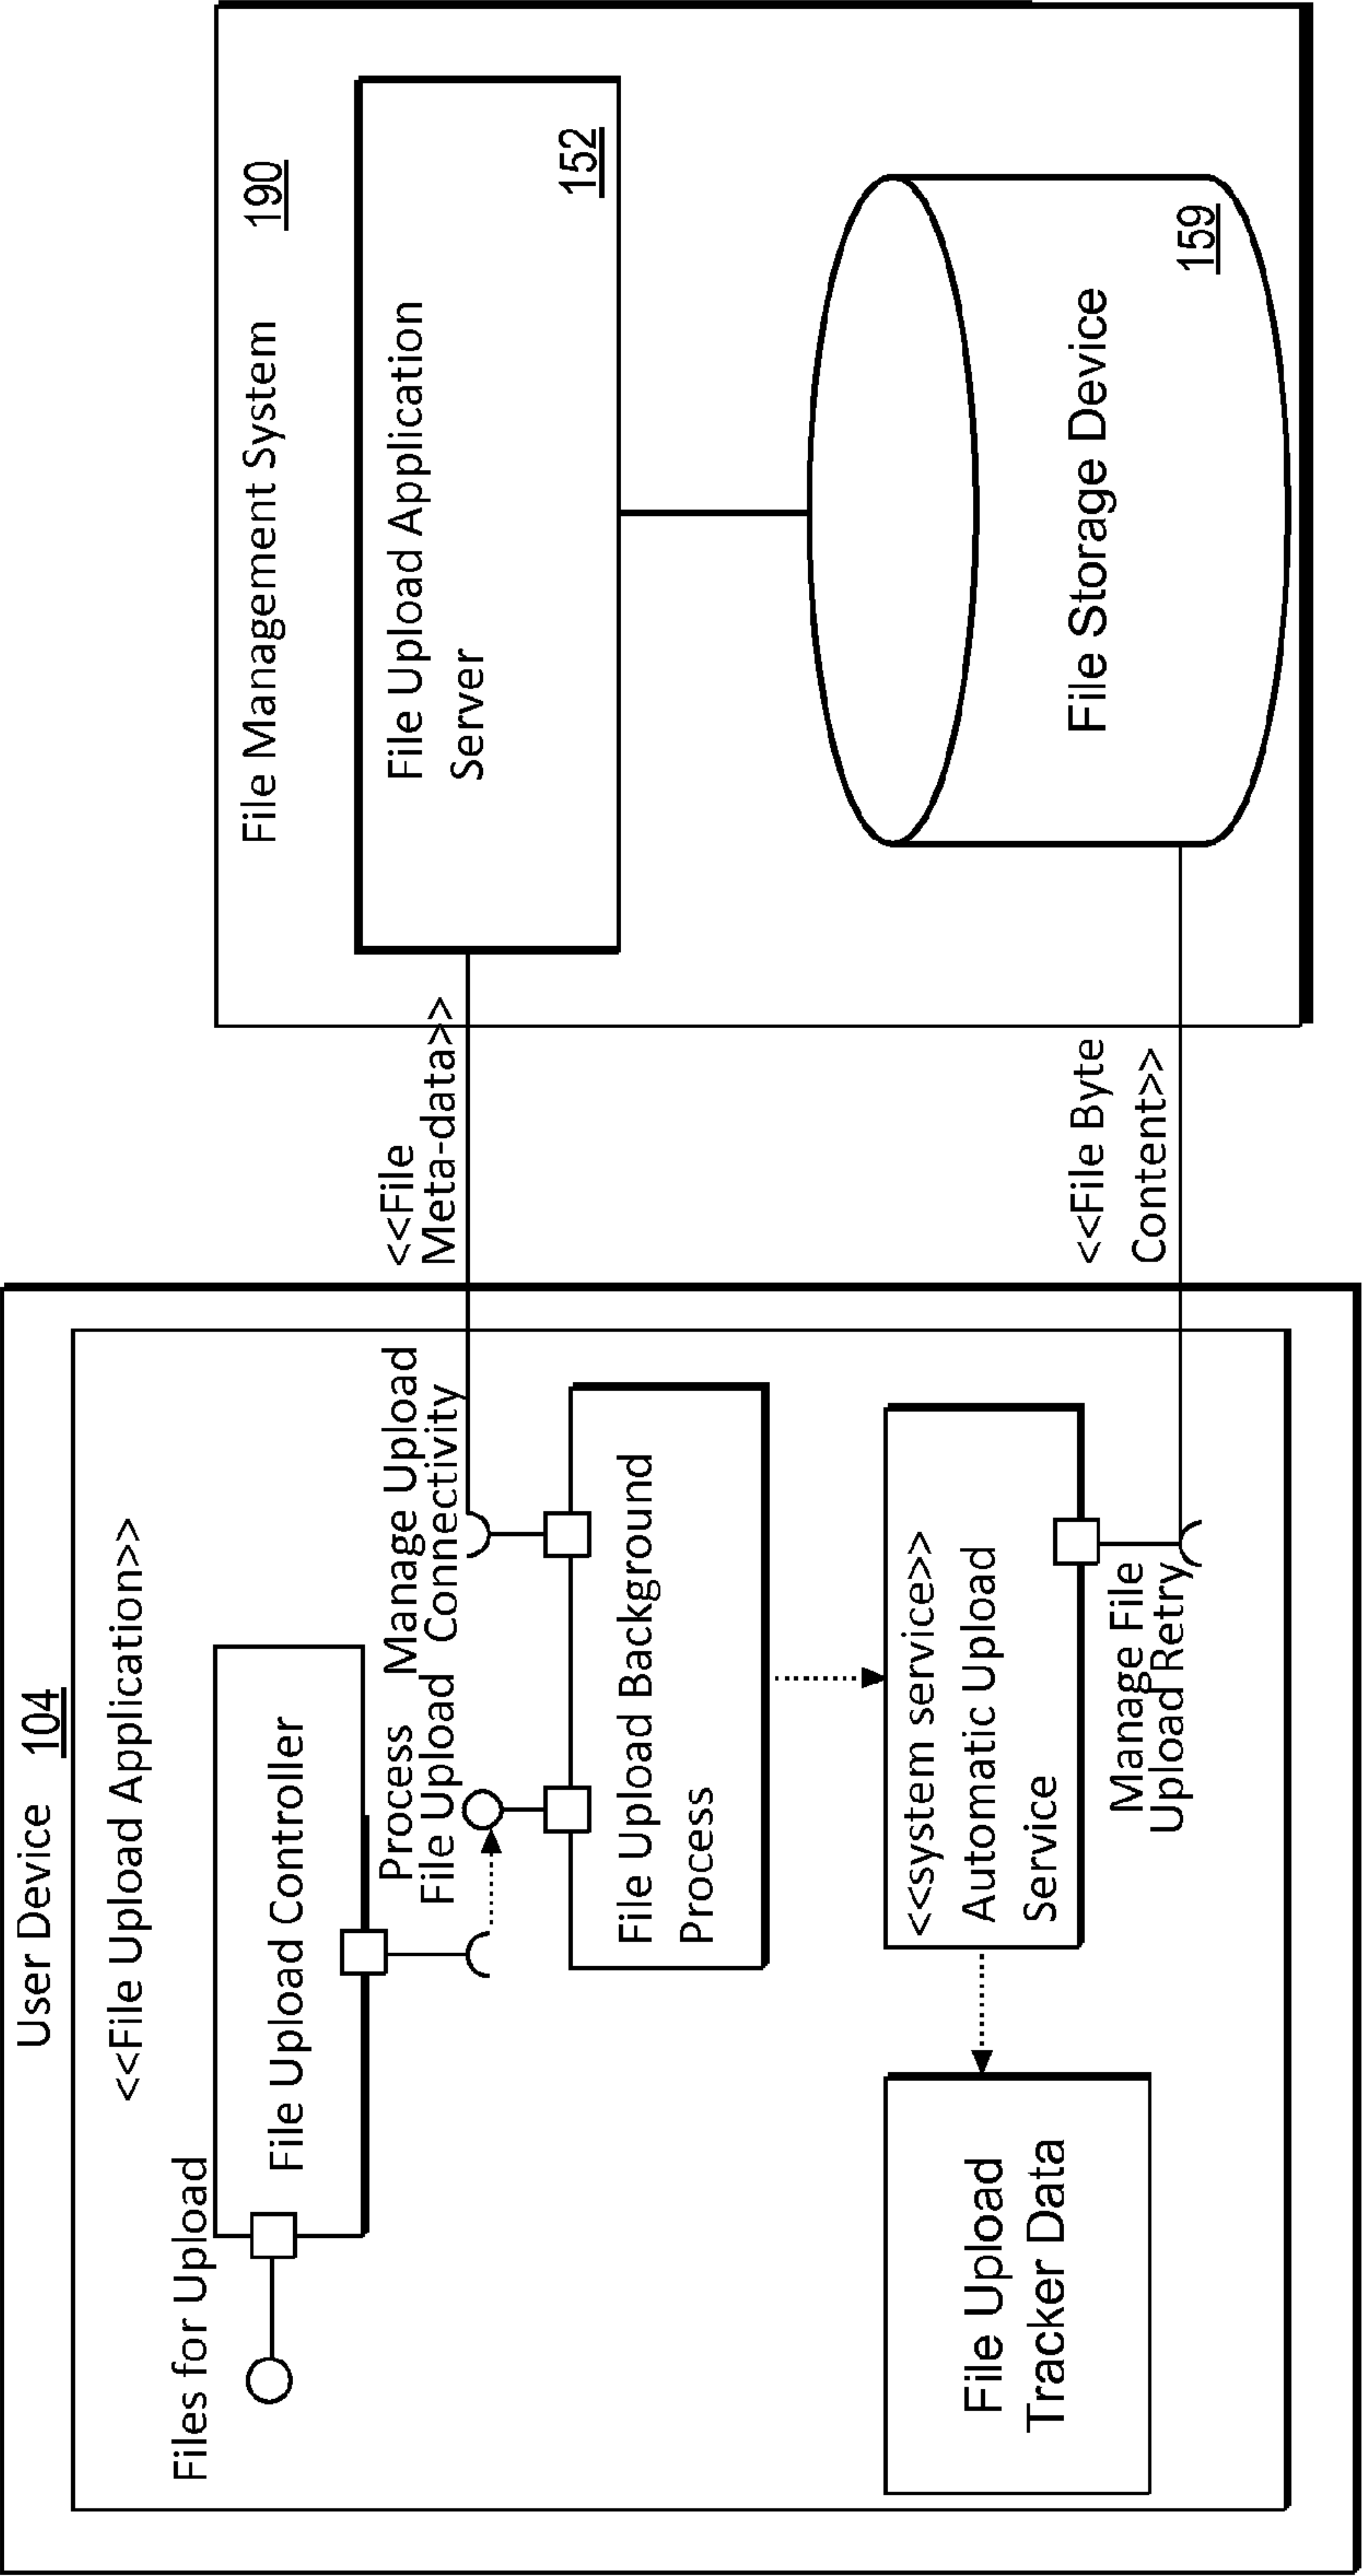 User Device 104
<<File Upload Application>>
Files for Upload
File Upload Controller
Process
File Upload
Manage Upload
Connectivity
File Upload Background
Process
<<system service>>
Automatic Upload
Service
Manage File
Upload Retry
File Upload
Tracker Data
<<File
Meta-data>>
<<File Byte
Content>>
File Management System 190
File Upload Application
Server
152
File Storage Device
159